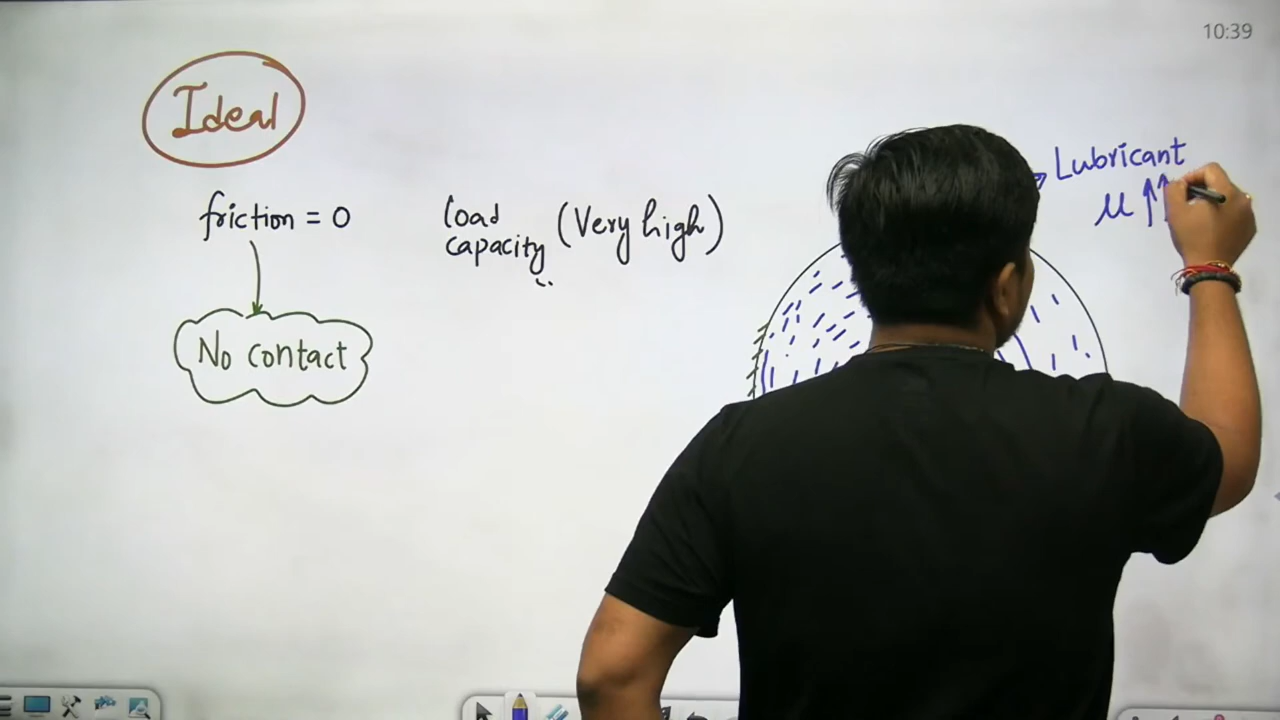 10:39
Ideal
friction = 0
load
capacity (Very high)
No contact
Lubricant
μ ↑↑